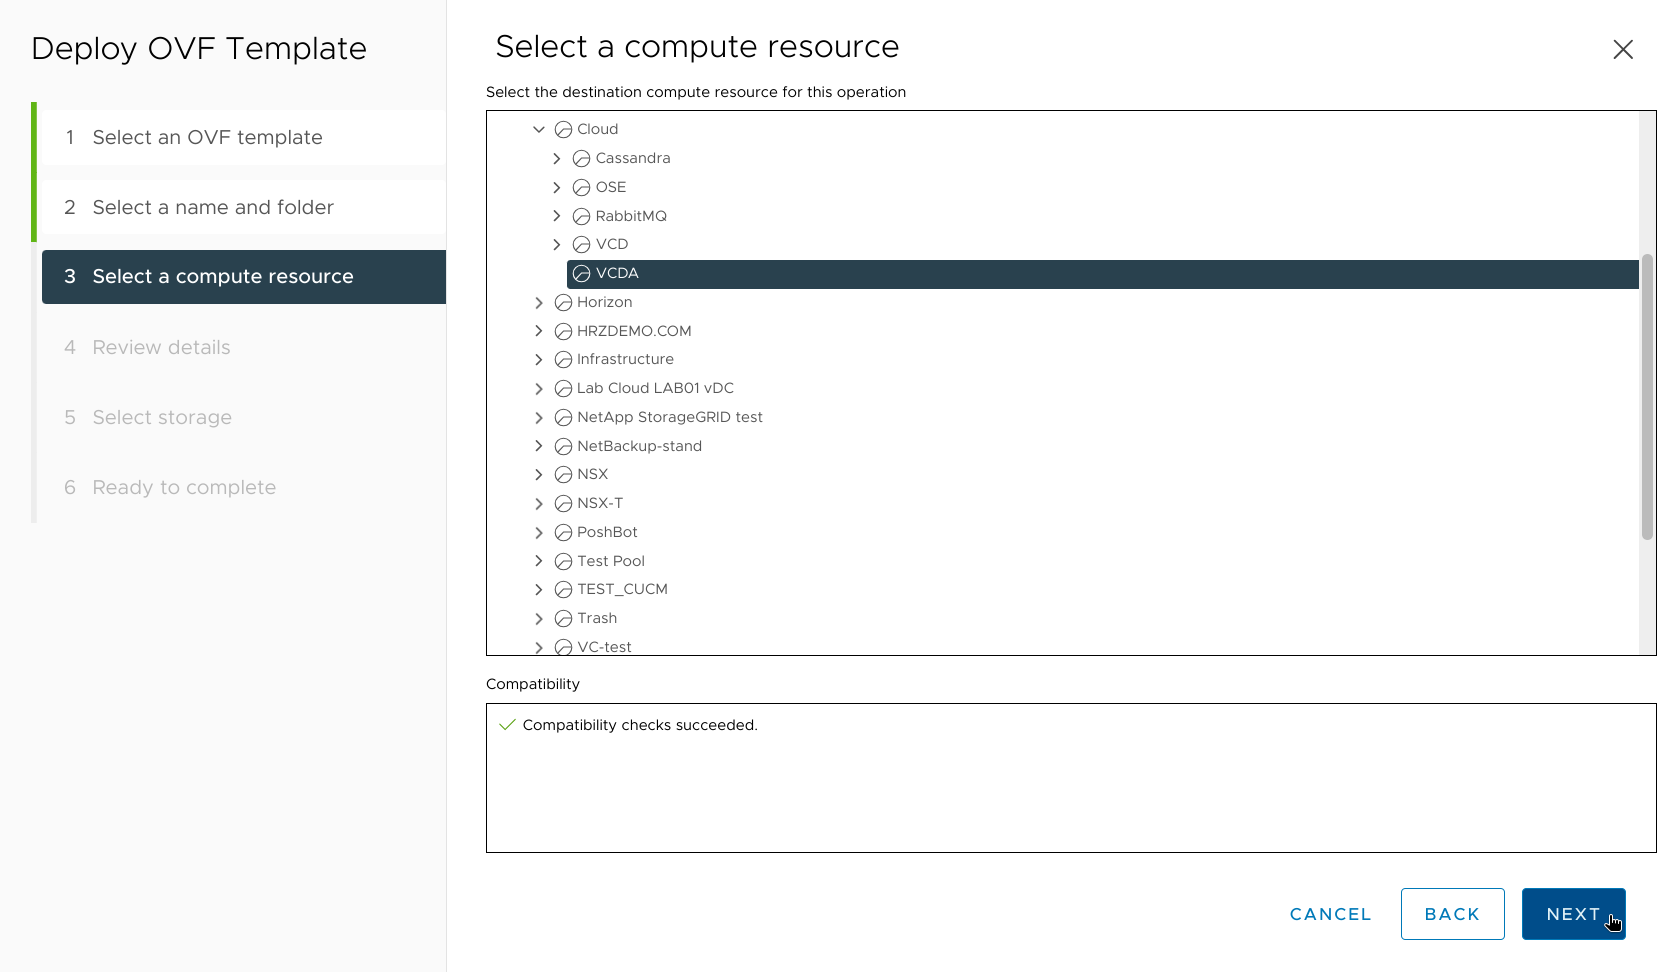 Deploy OVF Template
1 Select an OVF template
2 Select a name and folder
3 Select a compute resource
4 Review details
5 Select storage
6 Ready to complete
Select a compute resource
Select the destination compute resource for this operation
Cloud
Cassandra
OSE
RabbitMQ
VCD
VCDA
Horizon
HRZDEMO.COM
Infrastructure
Lab Cloud LAB01 vDC
NetApp StorageGRID test
NetBackup-stand
NSX
NSX-T
PoshBot
Test Pool
TEST_CUCM
Trash
VC-test
Compatibility
Compatibility checks succeeded.
CANCEL BACK NEXT